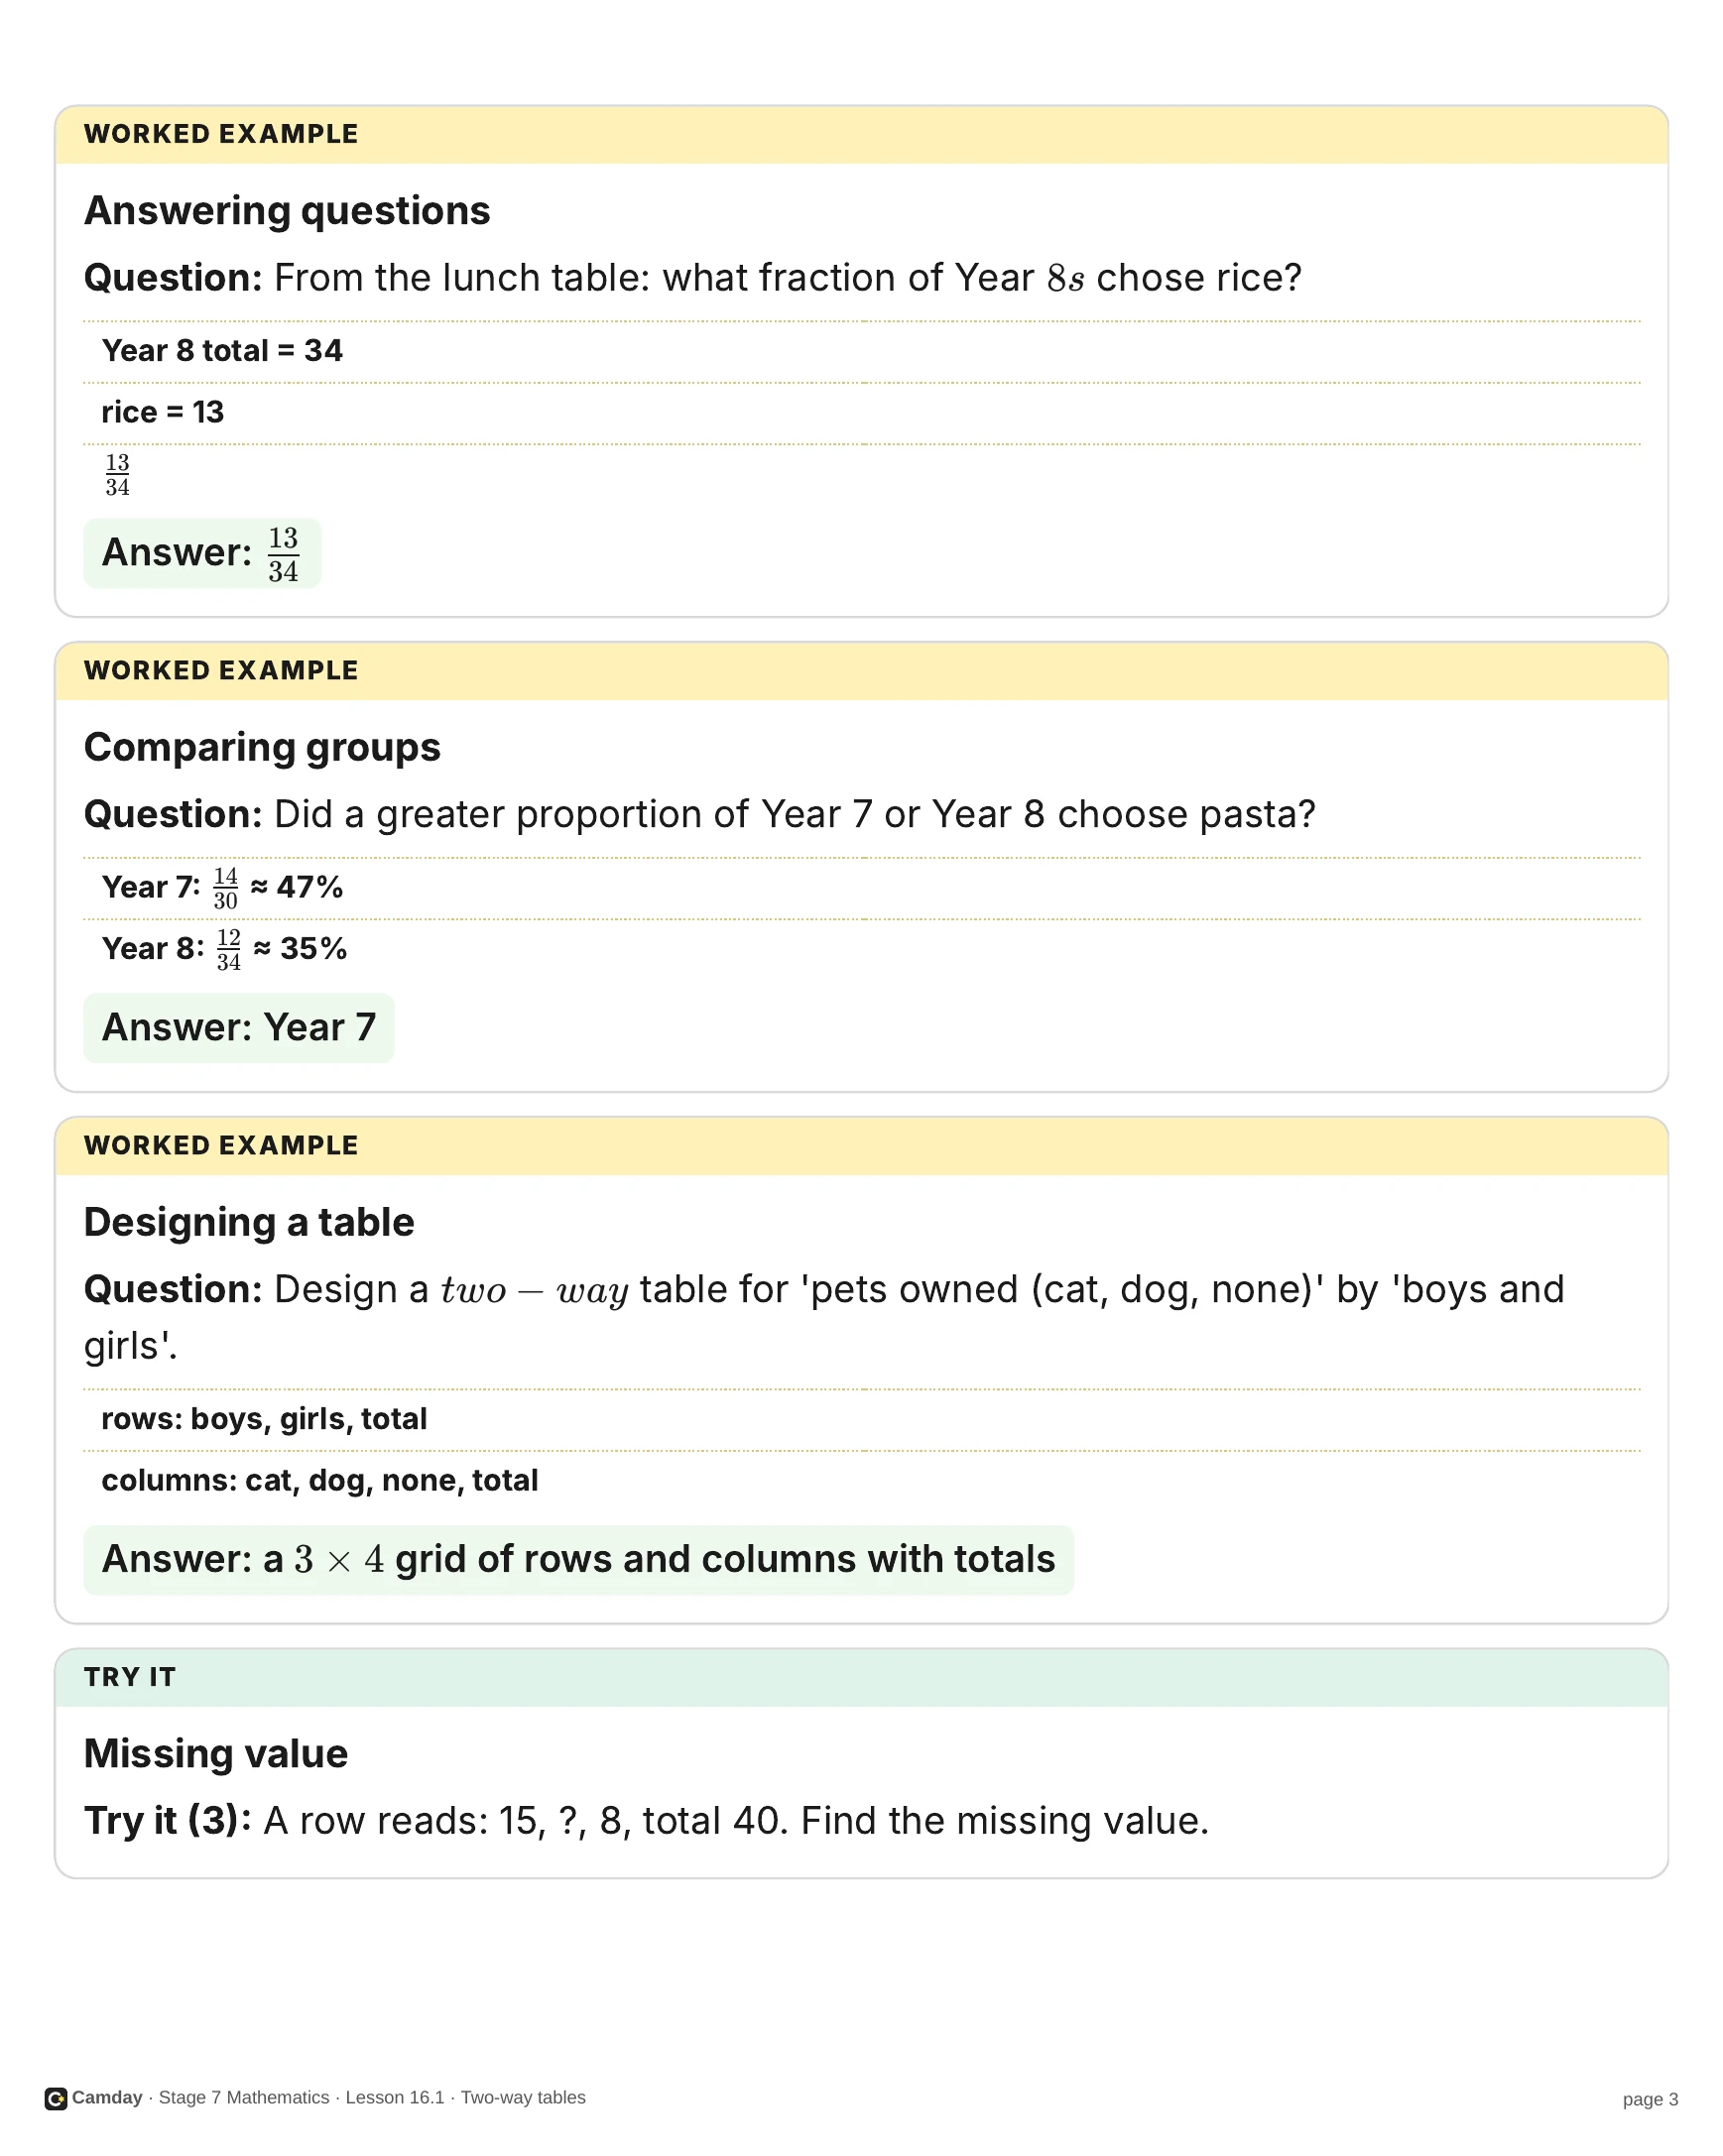 WORKED EXAMPLE
Answering questions
Question: From the lunch table: what fraction of Year 8s chose rice?
Year 8 total = 34
rice = 13
13/34
Answer: 13/34
WORKED EXAMPLE
Comparing groups
Question: Did a greater proportion of Year 7 or Year 8 choose pasta?
Year 7: 14/30 ≈ 47%
Year 8: 12/34 ≈ 35%
Answer: Year 7
WORKED EXAMPLE
Designing a table
Question: Design a two − way table for 'pets owned (cat, dog, none)' by 'boys and
girls'.
rows: boys, girls, total
columns: cat, dog, none, total
Answer: a 3 × 4 grid of rows and columns with totals
TRY IT
Missing value
Try it (3): A row reads: 15, ?, 8, total 40. Find the missing value.
Camday · Stage 7 Mathematics · Lesson 16.1 · Two-way tables
page 3